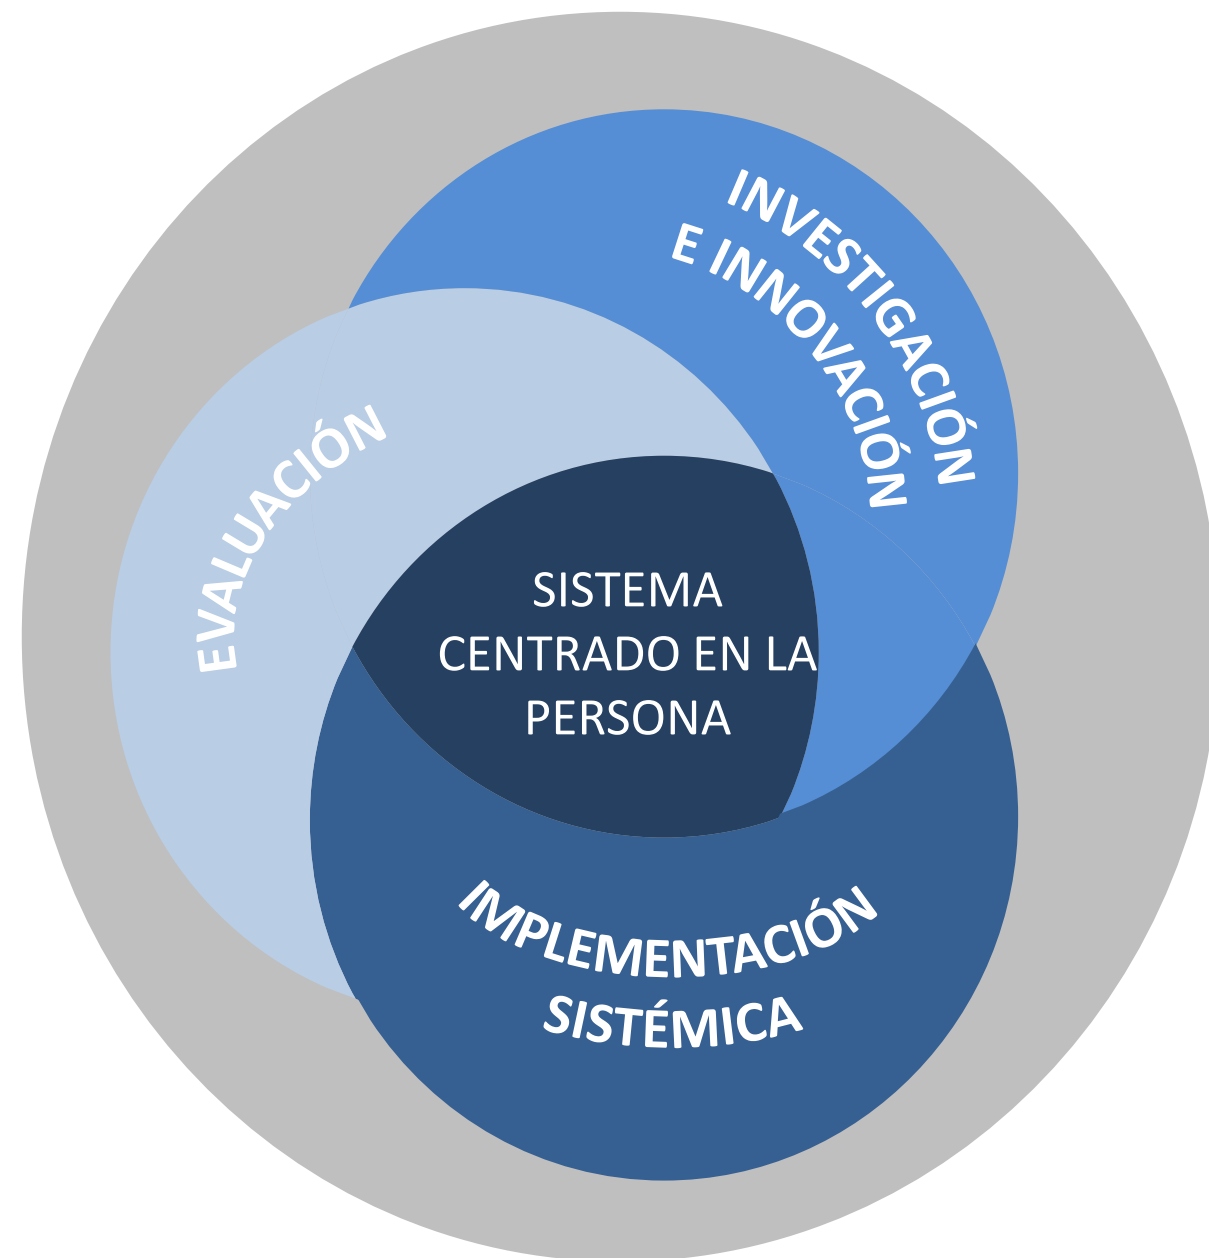 INVESTIGACIÓN
E INNOVACIÓN
EVALUACIÓN
SISTEMA
CENTRADO EN LA
PERSONA
IMPLEMENTACIÓN
SISTÉMICA